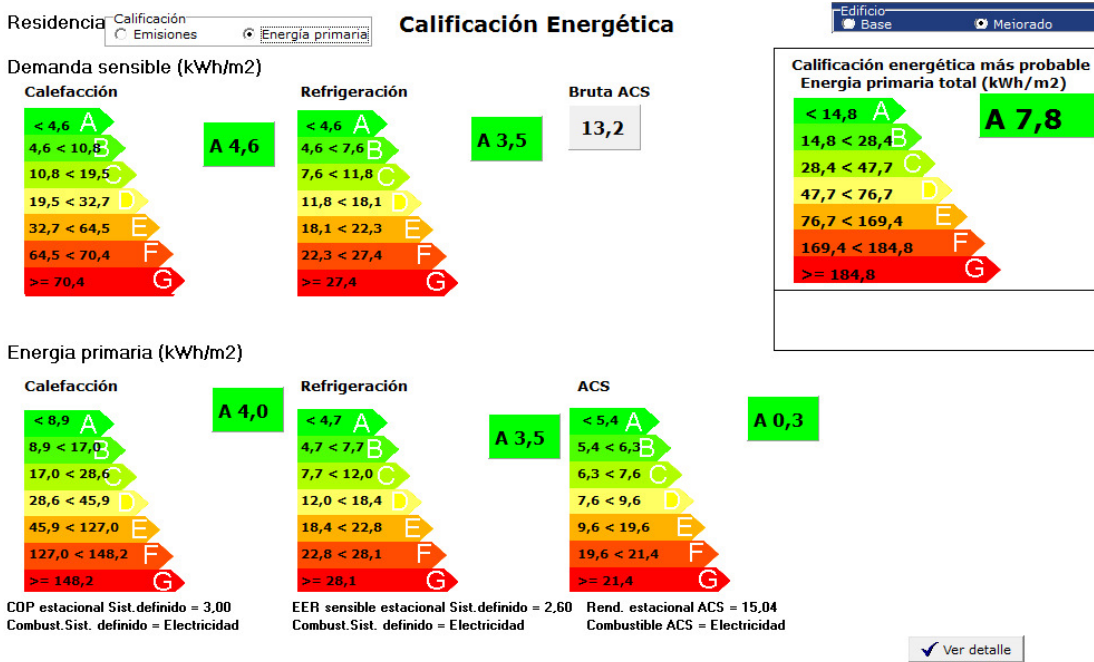 Residencia
Calificación
Emisiones
Energía primaria
Calificación Energética
Edificio
Base
Mejorado
Demanda sensible (kWh/m2)
Calefacción
< 4,6 A
4,6 < 10,8 B
10,8 < 19,5 C
19,5 < 32,7 D
32,7 < 64,5 E
64,5 < 70,4 F
>= 70,4 G
A 4,6
Refrigeración
< 4,6 A
4,6 < 7,6 B
7,6 < 11,8 C
11,8 < 18,1 D
18,1 < 22,3 E
22,3 < 27,4 F
>= 27,4 G
A 3,5
Bruta ACS
13,2
Calificación energética más probable
Energia primaria total (kWh/m2)
< 14,8 A
14,8 < 28,4 B
28,4 < 47,7 C
47,7 < 76,7 D
76,7 < 169,4 E
169,4 < 184,8 F
>= 184,8 G
A 7,8
Energia primaria (kWh/m2)
Calefacción
< 8,9 A
8,9 < 17,0 B
17,0 < 28,6 C
28,6 < 45,9 D
45,9 < 127,0 E
127,0 < 148,2 F
>= 148,2 G
A 4,0
COP estacional Sist.definido = 3,00
Combust.Sist. definido = Electricidad
Refrigeración
< 4,7 A
4,7 < 7,7 B
7,7 < 12,0 C
12,0 < 18,4 D
18,4 < 22,8 E
22,8 < 28,1 F
>= 28,1 G
A 3,5
EER sensible estacional Sist.definido = 2,60
Combust.Sist. definido = Electricidad
ACS
< 5,4 A
5,4 < 6,3 B
6,3 < 7,6 C
7,6 < 9,6 D
9,6 < 19,6 E
19,6 < 21,4 F
>= 21,4 G
A 0,3
Rend. estacional ACS = 15,04
Combustible ACS = Electricidad
Ver detalle